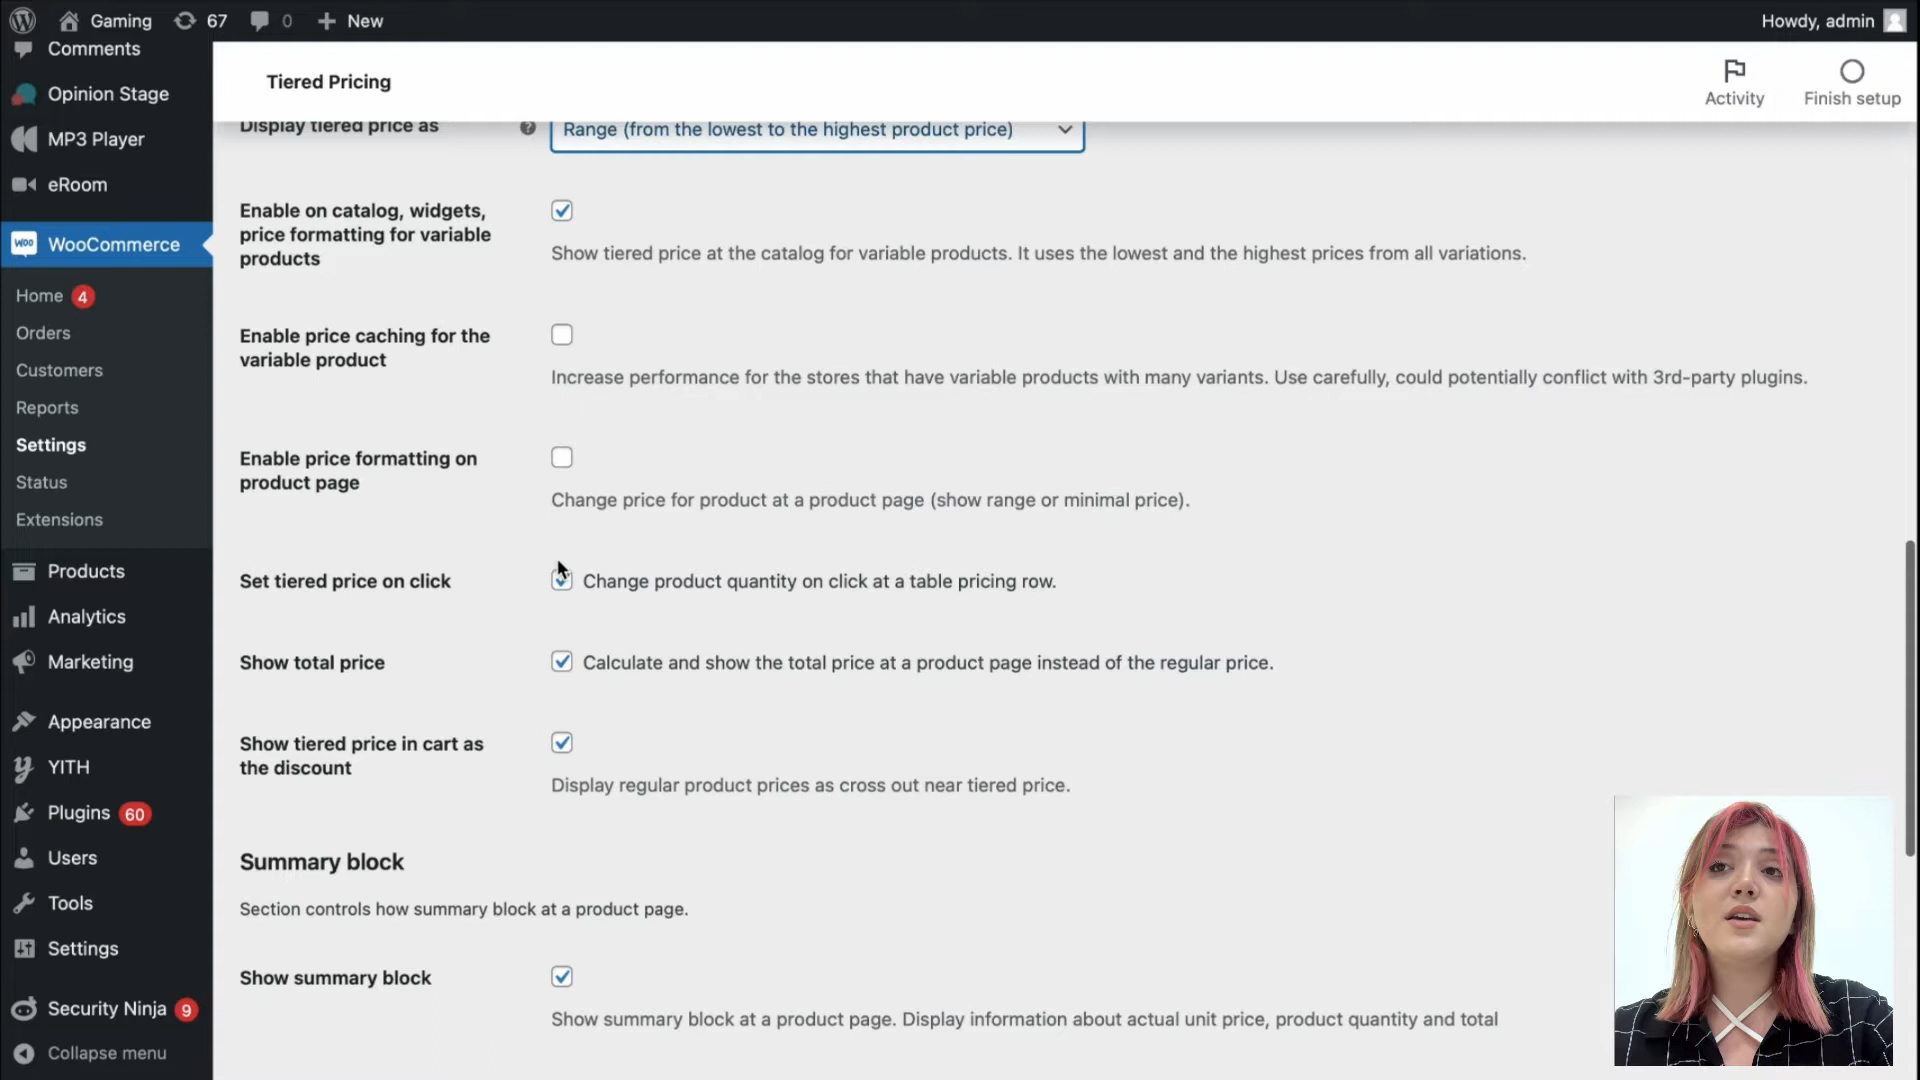 Gaming
67
0
New
Howdy, admin
Comments
Opinion Stage
MP3 Player
eRoom
WOO
WooCommerce
Home 4
Orders
Customers
Reports
Settings
Status
Extensions
Products
Analytics
Marketing
Appearance
YITH
Plugins 60
Users
Tools
Settings
Security Ninja 9
Collapse menu
Tiered Pricing
Activity
Finish setup
Display tiered price as
Range (from the lowest to the highest product price)
Enable on catalog, widgets,
price formatting for variable
products
Show tiered price at the catalog for variable products. It uses the lowest and the highest prices from all variations.
Enable price caching for the
variable product
Increase performance for the stores that have variable products with many variants. Use carefully, could potentially conflict with 3rd-party plugins.
Enable price formatting on
product page
Change price for product at a product page (show range or minimal price).
Set tiered price on click
Change product quantity on click at a table pricing row.
Show total price
Calculate and show the total price at a product page instead of the regular price.
Show tiered price in cart as
the discount
Display regular product prices as cross out near tiered price.
Summary block
Section controls how summary block at a product page.
Show summary block
Show summary block at a product page. Display information about actual unit price, product quantity and total